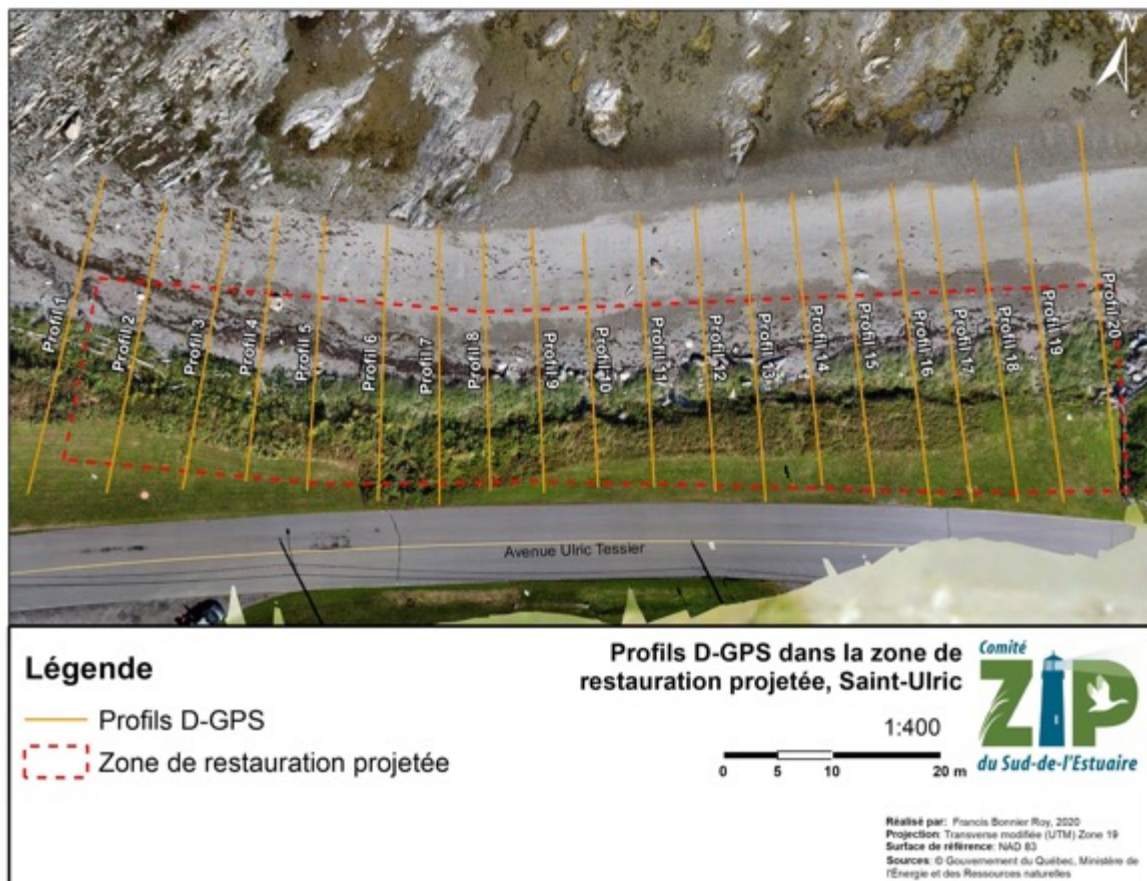 N
Profil 1
Profil 2
Profil 3
Profil 4
Profil 5
Profil 6
Profil 7
Profil 8
Profil 9
Profil 10
Profil 11
Profil 12
Profil 13
Profil 14
Profil 15
Profil 16
Profil 17
Profil 18
Profil 19
Profil 20
Avenue Ulric Tessier
Légende
Profils D-GPS
Zone de restauration projetée
Profils D-GPS dans la zone de
restauration projetée, Saint-Ulric
1:400
0 5 10 20 m
Comité
ZIP
du Sud-de-l'Estuaire
Réalisé par: Francis Bonnier Roy, 2020
Projection: Transverse modifiée (UTM) Zone 19
Surface de référence: NAD 83
Sources: © Gouvernement du Québec, Ministère de
l'Énergie et des Ressources naturelles